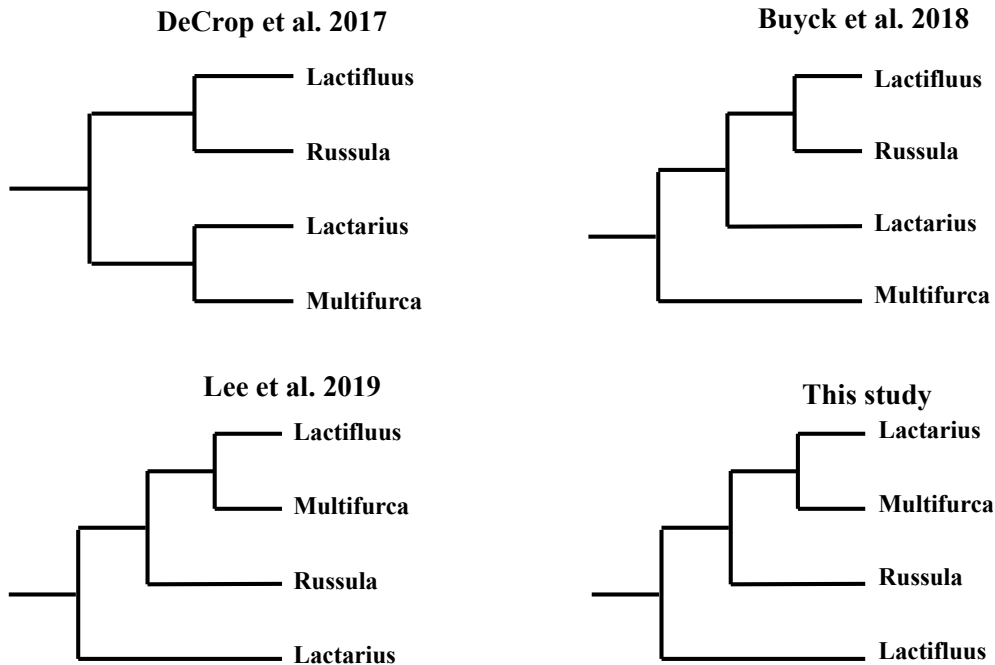 DeCrop et al. 2017
Lactifluus
Russula
Lactarius
Multifurca
Buyck et al. 2018
Lactifluus
Russula
Lactarius
Multifurca
Lee et al. 2019
Lactifluus
Multifurca
Russula
Lactarius
This study
Lactarius
Multifurca
Russula
Lactifluus